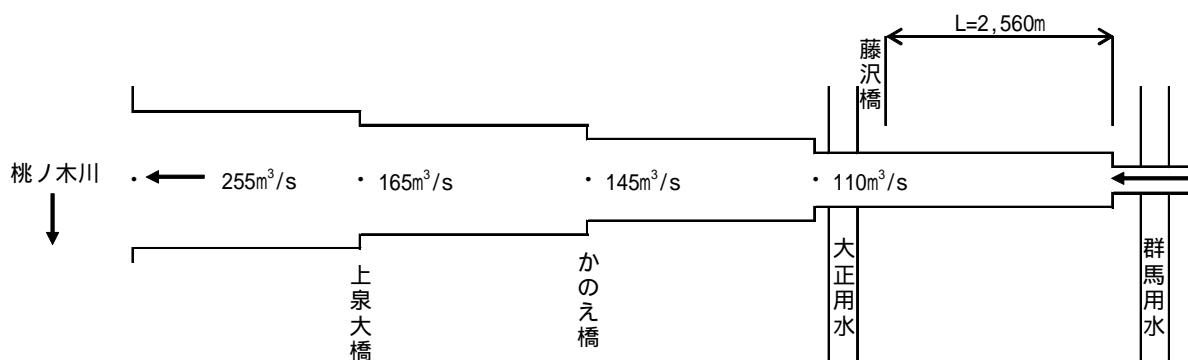 L=2,560m
藤沢橋
桃ノ木川
255m³/s
165m³/s
145m³/s
110m³/s
上泉大橋
かのえ橋
大正用水
群馬用水